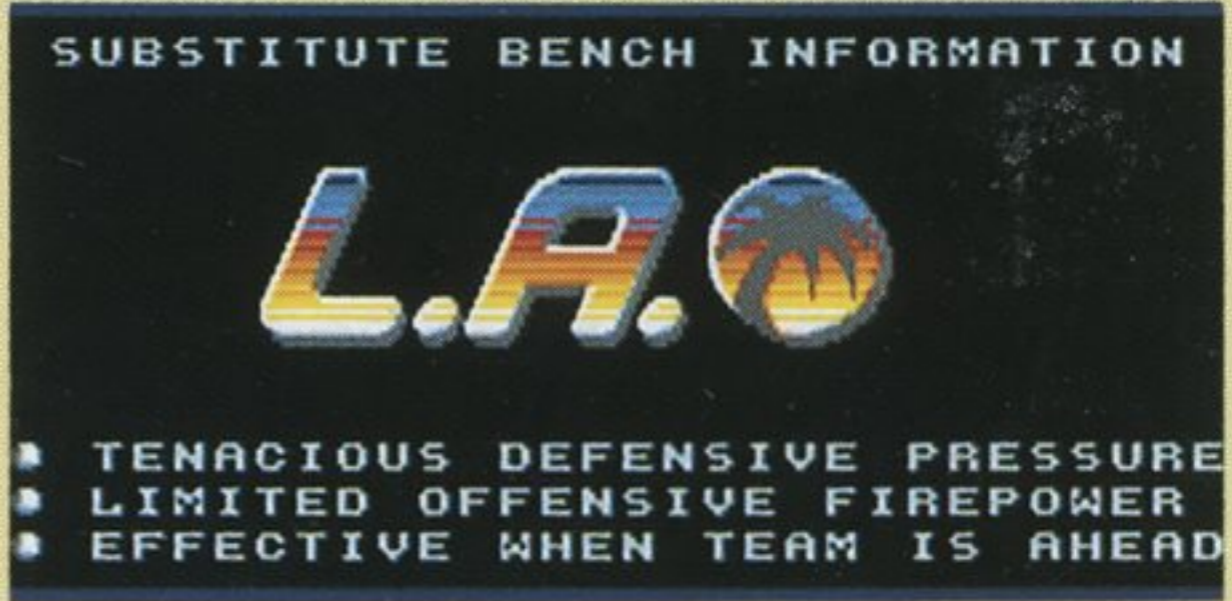 SUBSTITUTE BENCH INFORMATION
L.A.
• TENACIOUS DEFENSIVE PRESSURE
• LIMITED OFFENSIVE FIREPOWER
• EFFECTIVE WHEN TEAM IS AHEAD